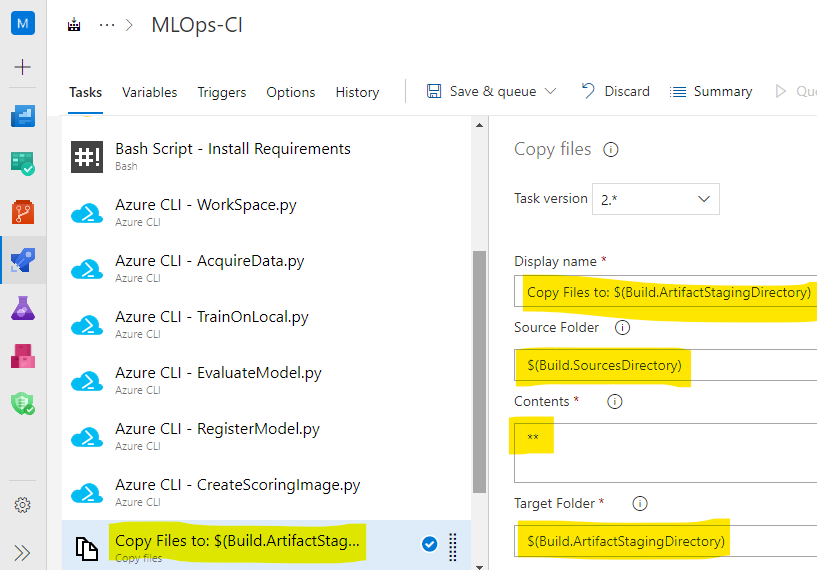 M
··· > MLOps-CI
Tasks Variables Triggers Options History Save & queue Discard Summary Que
#! Bash Script - Install Requirements
Bash
Azure CLI - WorkSpace.py
Azure CLI
Azure CLI - AcquireData.py
Azure CLI
Azure CLI - TrainOnLocal.py
Azure CLI
Azure CLI - EvaluateModel.py
Azure CLI
Azure CLI - RegisterModel.py
Azure CLI
Azure CLI - CreateScoringImage.py
Azure CLI
Copy Files to: $(Build.ArtifactStag...
Copy files
Copy files
Task version 2.*
Display name *
Copy Files to: $(Build.ArtifactStagingDirectory)
Source Folder
$(Build.SourcesDirectory)
Contents *
**
Target Folder *
$(Build.ArtifactStagingDirectory)